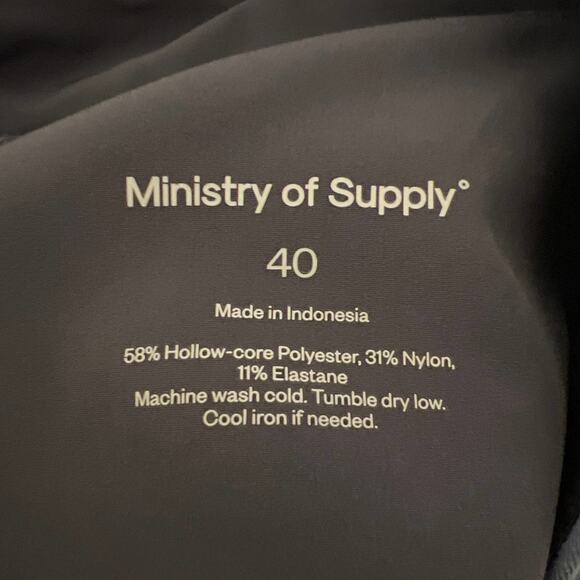 Ministry of Supply°
40
Made in Indonesia
58% Hollow-core Polyester, 31% Nylon,
11% Elastane
Machine wash cold. Tumble dry low.
Cool iron if needed.